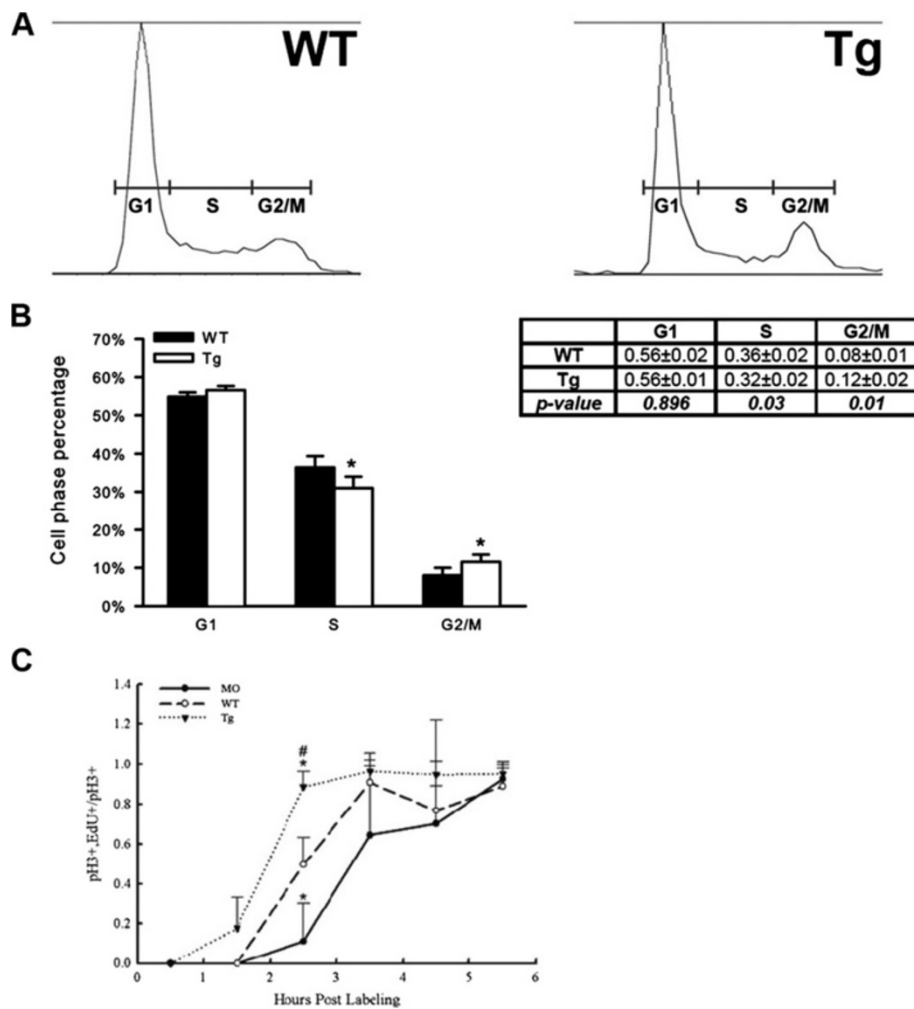 A
WT
Tg
G1 S G2/M
G1 S G2/M
B
WT
Tg
70%
60%
50%
40%
30%
20%
10%
0%
Cell phase percentage
*
*
G1 S G2/M
G1 S G2/M
WT 0.56±0.02 0.36±0.02 0.08±0.01
Tg 0.56±0.01 0.32±0.02 0.12±0.02
p-value 0.896 0.03 0.01
C
MO
WT
Tg
1.4
1.2
1.0
0.8
0.6
0.4
0.2
0.0
pH3+,EdU+/pH3+
#
*
*
0 1 2 3 4 5 6
Hours Post Labeling